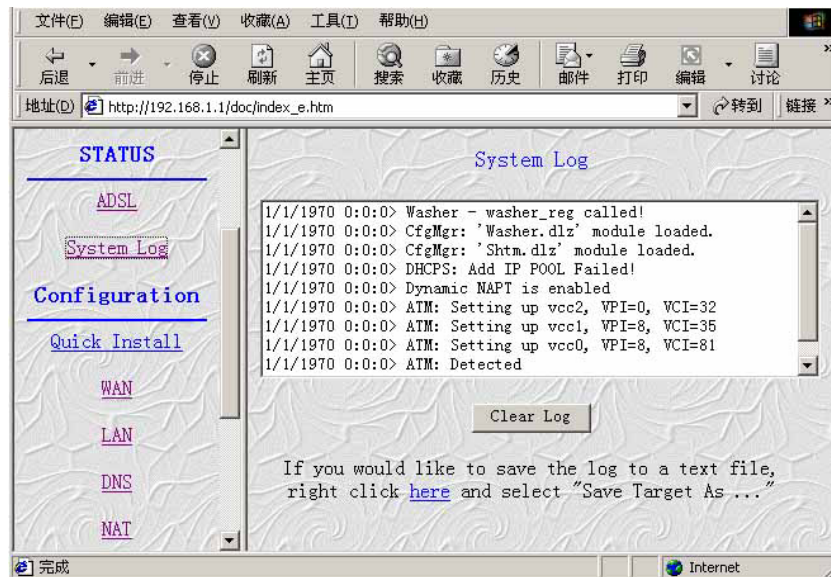 文件(F) 编辑(E) 查看(V) 收藏(A) 工具(T) 帮助(H)
后退 前进 停止 刷新 主页 搜索 收藏 历史 邮件 打印 编辑 讨论 »
地址(D) http://192.168.1.1/doc/index_e.htm 转到 链接 »
STATUS
ADSL
System Log
Configuration
Quick Install
WAN
LAN
DNS
NAT
System Log
1/1/1970 0:0:0> Washer - washer_reg called!
1/1/1970 0:0:0> CfgMgr: 'Washer.dlz' module loaded.
1/1/1970 0:0:0> CfgMgr: 'Shtm.dlz' module loaded.
1/1/1970 0:0:0> DHCPS: Add IP POOL Failed!
1/1/1970 0:0:0> Dynamic NAPT is enabled
1/1/1970 0:0:0> ATM: Setting up vcc2, VPI=0, VCI=32
1/1/1970 0:0:0> ATM: Setting up vcc1, VPI=8, VCI=35
1/1/1970 0:0:0> ATM: Setting up vcc0, VPI=8, VCI=81
1/1/1970 0:0:0> ATM: Detected
Clear Log
If you would like to save the log to a text file,
right click here and select "Save Target As ..."
完成 Internet